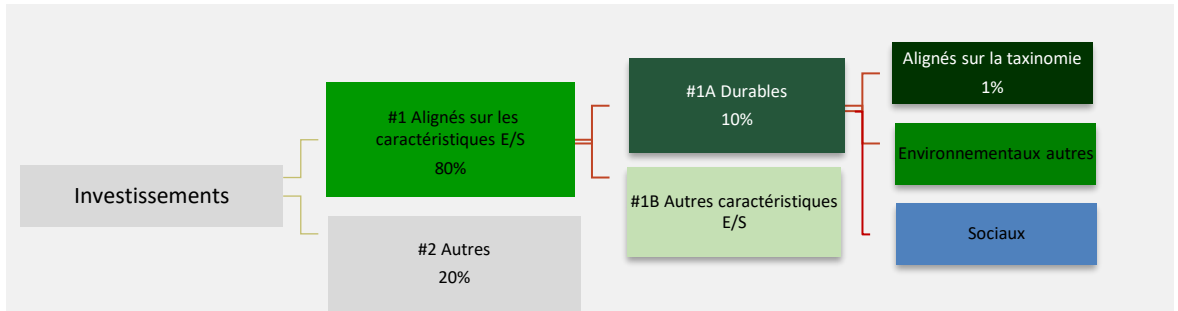 Investissements
#1 Alignés sur les
caractéristiques E/S
80%
#2 Autres
20%
#1A Durables
10%
#1B Autres caractéristiques
E/S
Alignés sur la taxinomie
1%
Environnementaux autres
Sociaux